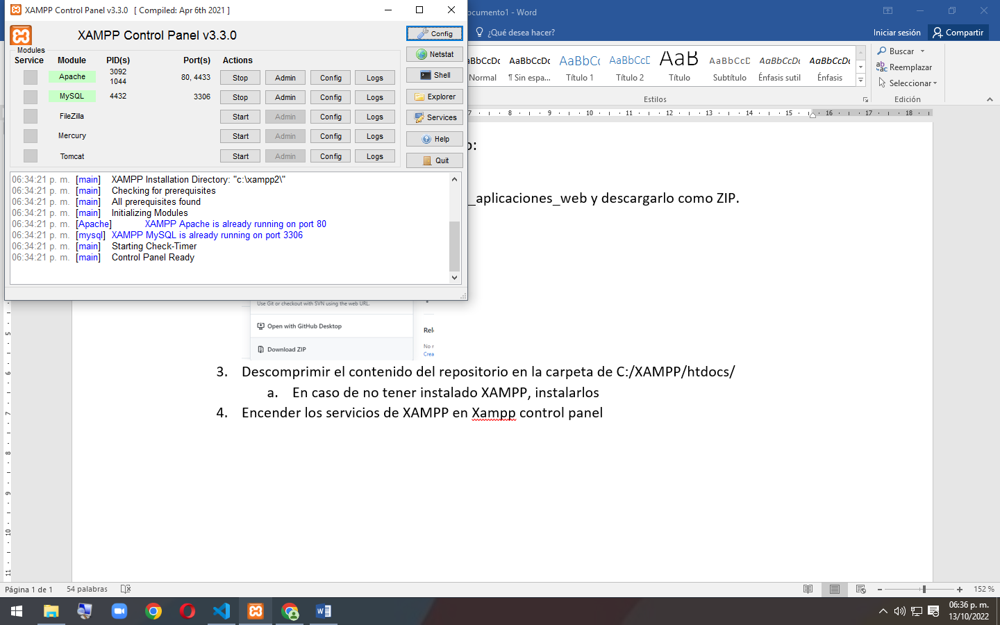 XAMPP Control Panel v3.3.0 [ Compiled: Apr 6th 2021 ]
ocumento1 - Word
XAMPP Control Panel v3.3.0
Config
¿Qué desea hacer?
Iniciar sesión
Compartir
Modules
Service Module PID(s) Port(s) Actions
Netstat
Apache 3092 1044 80, 4433 Stop Admin Config Logs
Shell
MySQL 4432 3306 Stop Admin Config Logs
Explorer
FileZilla Start Admin Config Logs
Services
Mercury Start Admin Config Logs
Help
Tomcat Start Admin Config Logs
Quit
06:34:21 p. m. [main] XAMPP Installation Directory: "c:\xampp2\"
06:34:21 p. m. [main] Checking for prerequisites
06:34:21 p. m. [main] All prerequisites found
06:34:21 p. m. [main] Initializing Modules
06:34:21 p. m. [Apache] XAMPP Apache is already running on port 80
06:34:21 p. m. [mysql] XAMPP MySQL is already running on port 3306
06:34:21 p. m. [main] Starting Check-Timer
06:34:21 p. m. [main] Control Panel Ready
aBbCcDc AaBbCcDc AaBbCc AaBbCcD AaB AaBbCcD AaBbCcDc AaBbCcDc
Normal ¶ Sin espa... Título 1 Título 2 Título Subtítulo Énfasis sutil Énfasis
Estilos
Buscar
Reemplazar
Seleccionar
Edición
7 8 9 10 11 12 13 14 15 16 17 18
o:
_aplicaciones_web y descargarlo como ZIP.
Use Git or checkout with SVN using the web URL.
Open with GitHub Desktop
Download ZIP
Rel
No r
Crea
3. Descomprimir el contenido del repositorio en la carpeta de C:/XAMPP/htdocs/
a. En caso de no tener instalado XAMPP, instalarlos
4. Encender los servicios de XAMPP en Xampp control panel
5
6
7
8
9
10
11
Página 1 de 1 54 palabras
152 %
06:36 p. m.
13/10/2022